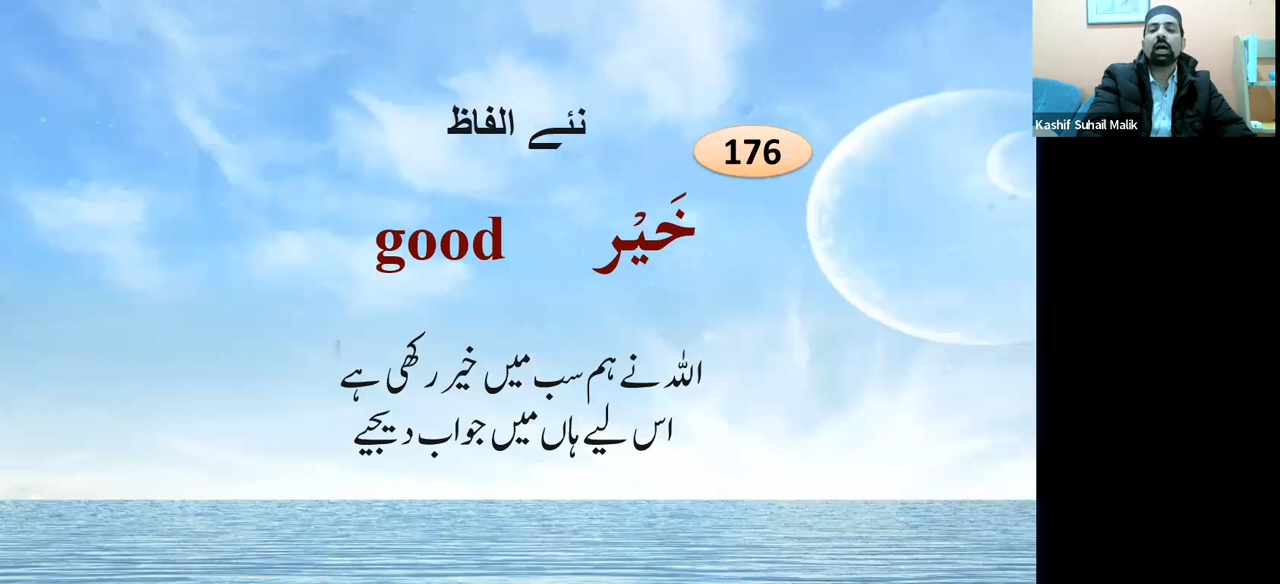 نئے الفاظ
176
خَيْر good
اللہ نے ہم سب میں خیر رکھی ہے
اس لیے ہاں میں جواب دیجیے
Kashif Suhail Malik